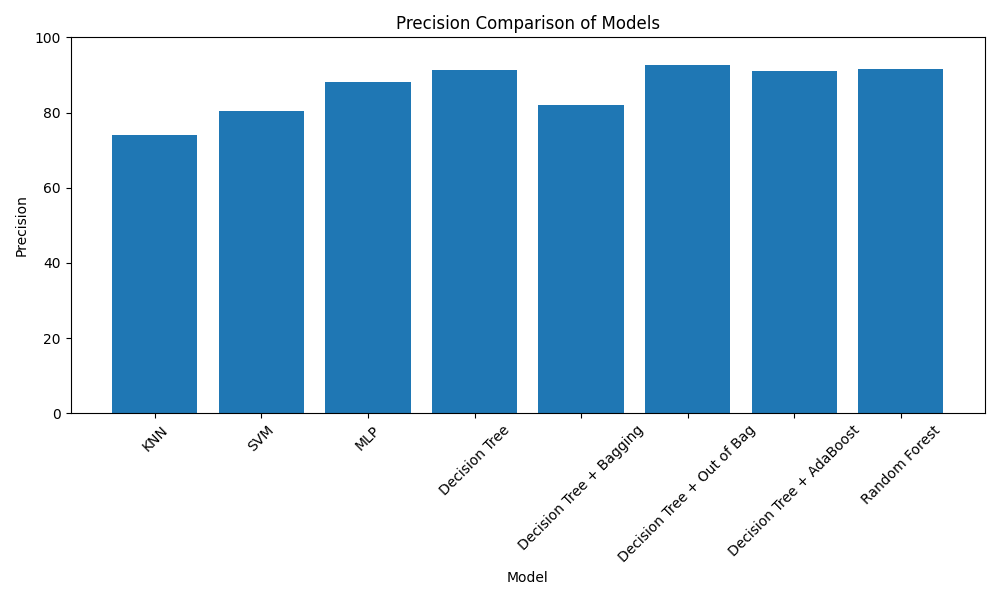 Precision Comparison of Models
Precision
100
80
60
40
20
0
KNN
SVM
MLP
Decision Tree
Decision Tree + Bagging
Decision Tree + Out of Bag
Decision Tree + AdaBoost
Random Forest
Model